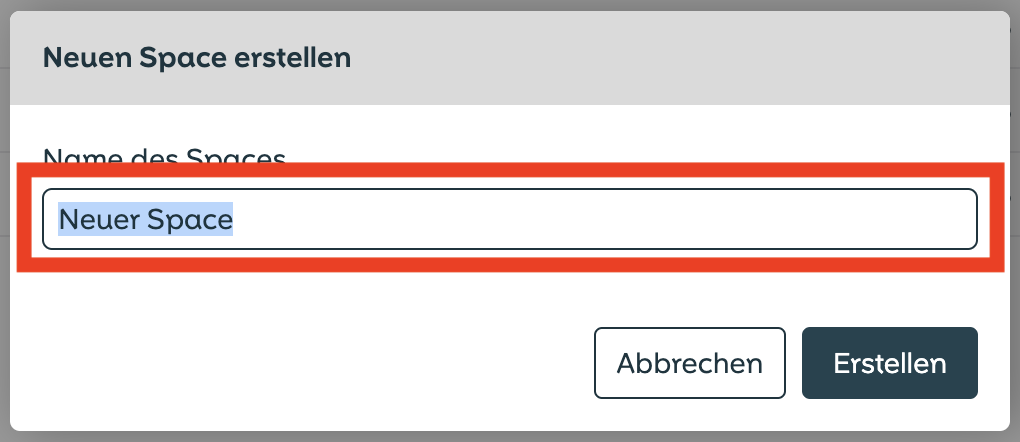 Neuen Space erstellen
Name des Spaces
Neuer Space
Abbrechen
Erstellen